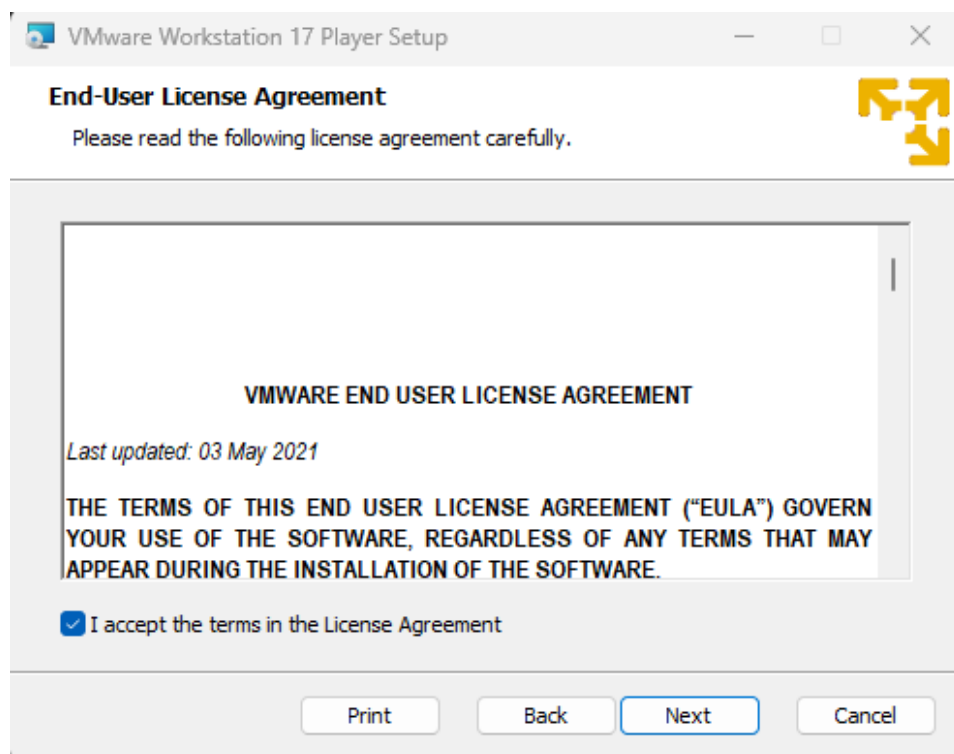 VMware Workstation 17 Player Setup
End-User License Agreement
Please read the following license agreement carefully.
VMWARE END USER LICENSE AGREEMENT
Last updated: 03 May 2021
THE TERMS OF THIS END USER LICENSE AGREEMENT (“EULA”) GOVERN
YOUR USE OF THE SOFTWARE, REGARDLESS OF ANY TERMS THAT MAY
APPEAR DURING THE INSTALLATION OF THE SOFTWARE.
I accept the terms in the License Agreement
Print Back Next Cancel